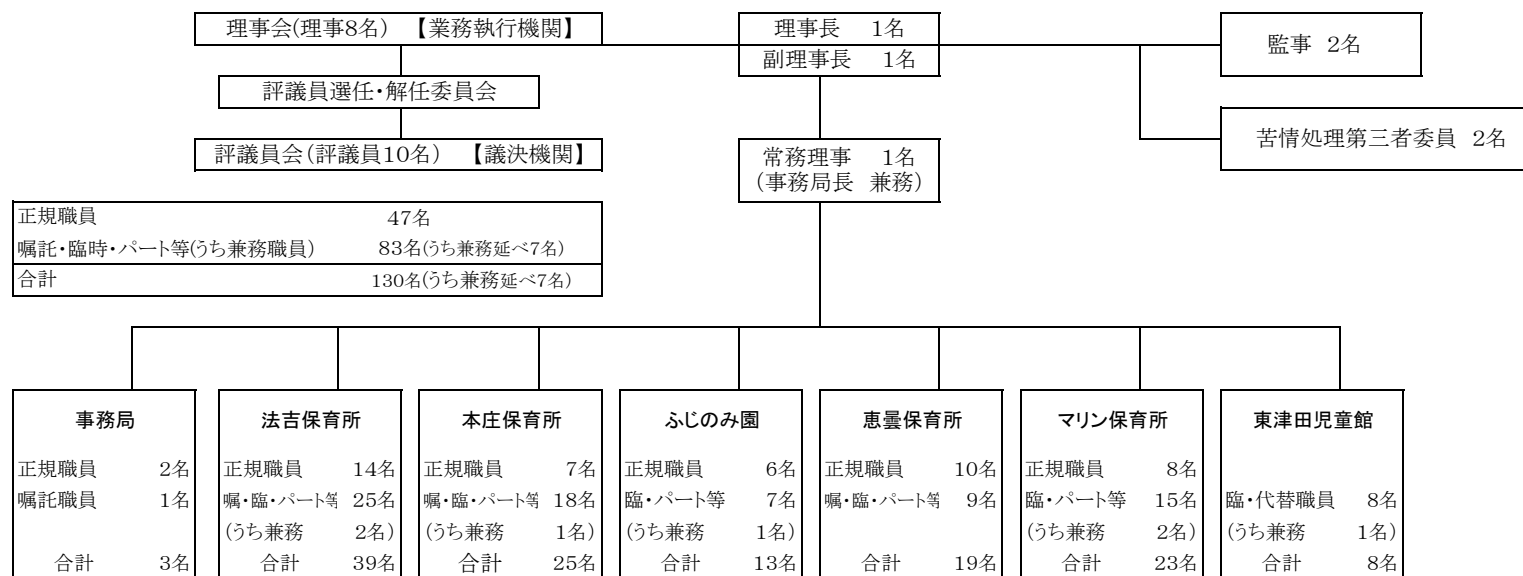 理事会(理事8名) 【業務執行機関】
理事長 1名
副理事長 1名
監事 2名
評議員選任・解任委員会
評議員会(評議員10名) 【議決機関】
常務理事 1名
(事務局長 兼務)
苦情処理第三者委員 2名
正規職員 47名
嘱託・臨時・パート等(うち兼務職員) 83名(うち兼務延べ7名)
合計 130名(うち兼務延べ7名)
事務局
正規職員 2名
嘱託職員 1名
合計 3名
法吉保育所
正規職員 14名
嘱・臨・パート等 25名
(うち兼務 2名)
合計 39名
本庄保育所
正規職員 7名
嘱・臨・パート等 18名
(うち兼務 1名)
合計 25名
ふじのみ園
正規職員 6名
臨・パート等 7名
(うち兼務 1名)
合計 13名
恵曇保育所
正規職員 10名
嘱・臨・パート等 9名
合計 19名
マリン保育所
正規職員 8名
臨・パート等 15名
(うち兼務 2名)
合計 23名
東津田児童館
臨・代替職員 8名
(うち兼務 1名)
合計 8名